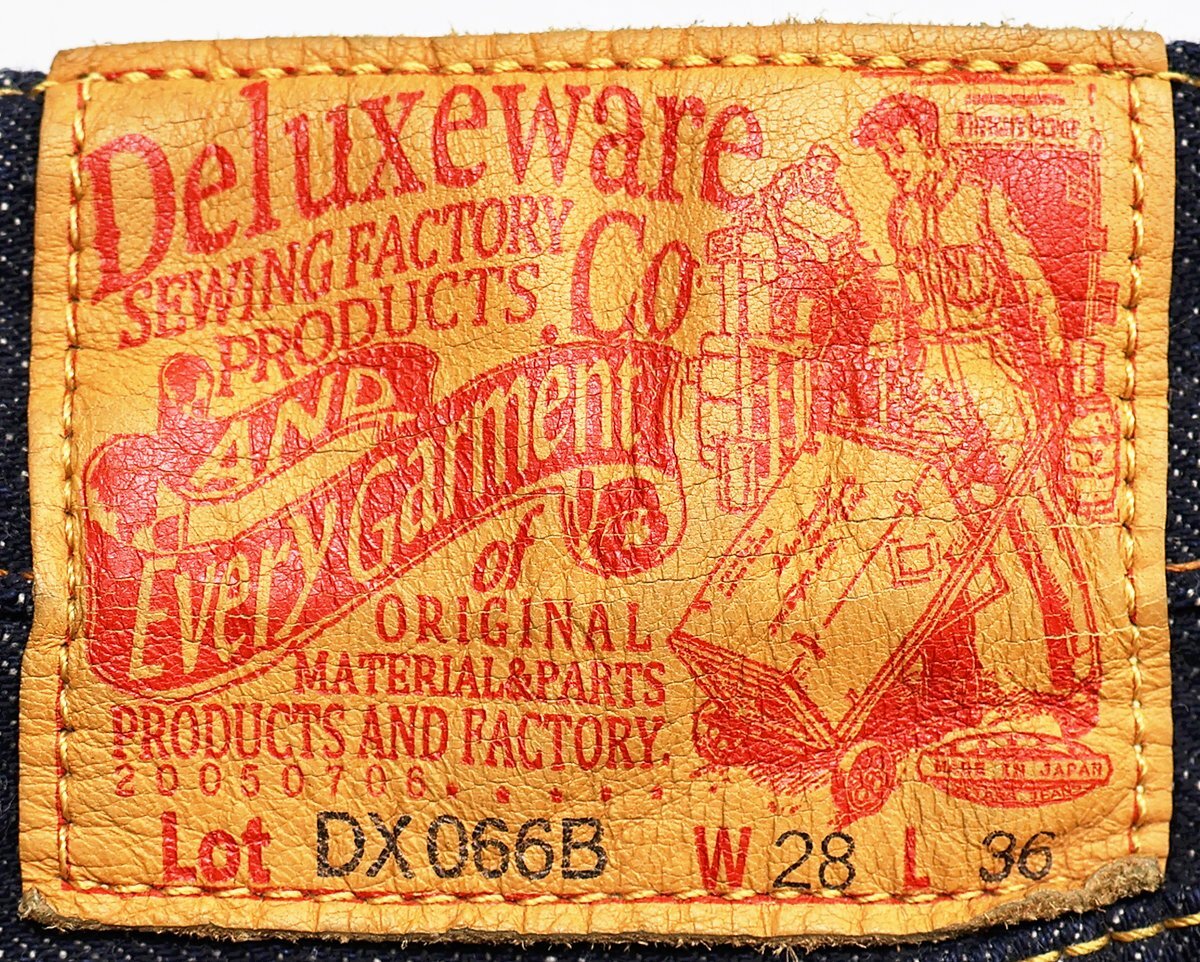 Deluxeware
SEWING FACTORY
.Co
PRODUCTS
AND
Every Garment
of
ORIGINAL
MATERIAL&PARTS
PRODUCTS AND FACTORY.
20050706
MADE IN JAPAN
Lot DX066B W 28 L 36